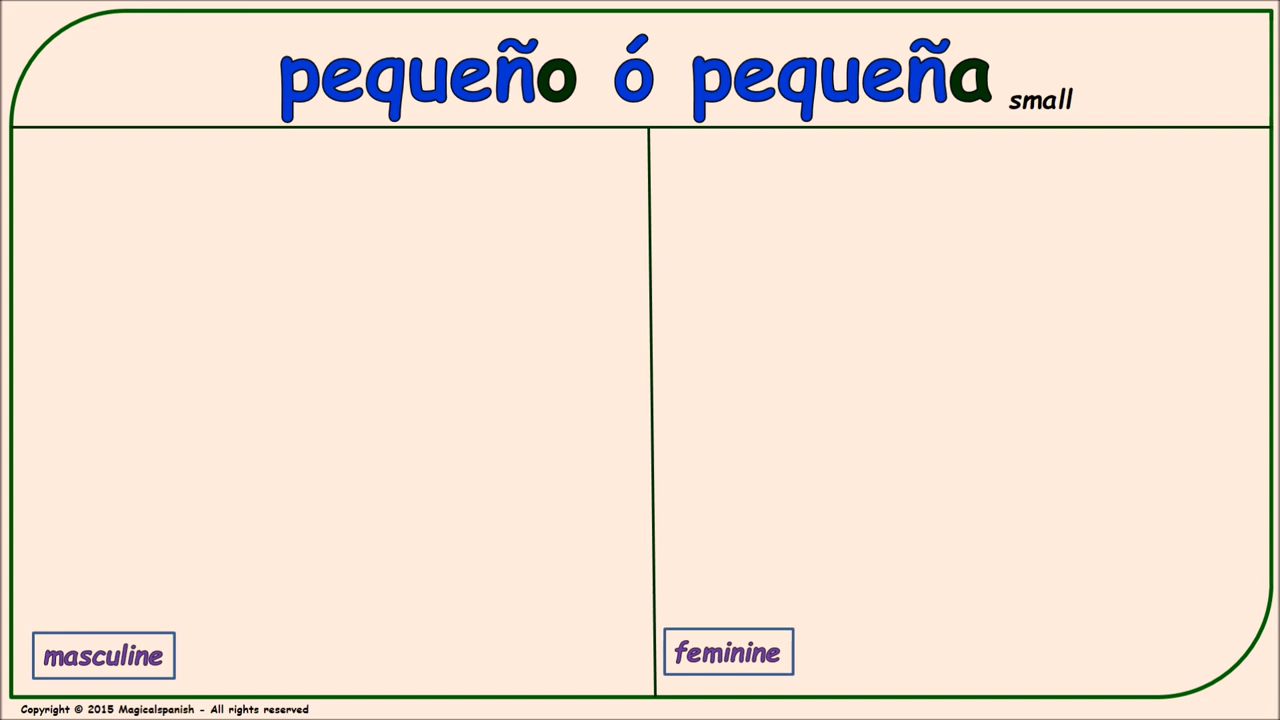 pequeño ó pequeña small
masculine
feminine
Copyright © 2015 Magicalspanish - All rights reserved